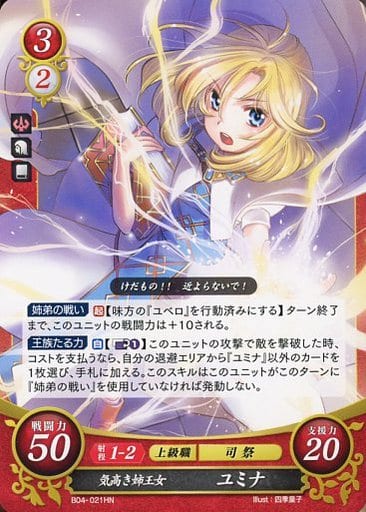 3
2
けだもの!! 近よらないで!
姉弟の戦い 起【味方の『ユベロ』を行動済みにする】ターン終了
まで、このユニットの戦闘力は+10される。
王族たる力 自【1】このユニットの攻撃で敵を撃破した時、
コストを支払うなら、自分の退避エリアから『ユミナ』以外のカードを
1枚選び、手札に加える。このスキルはこのユニットがこのターンに
『姉弟の戦い』を使用していなければ発動しない。
戦闘力
50
射程 1-2 上級職 司祭
支援力
20
気高き姉王女 ユミナ
B04-021HN
Illust:四季童子